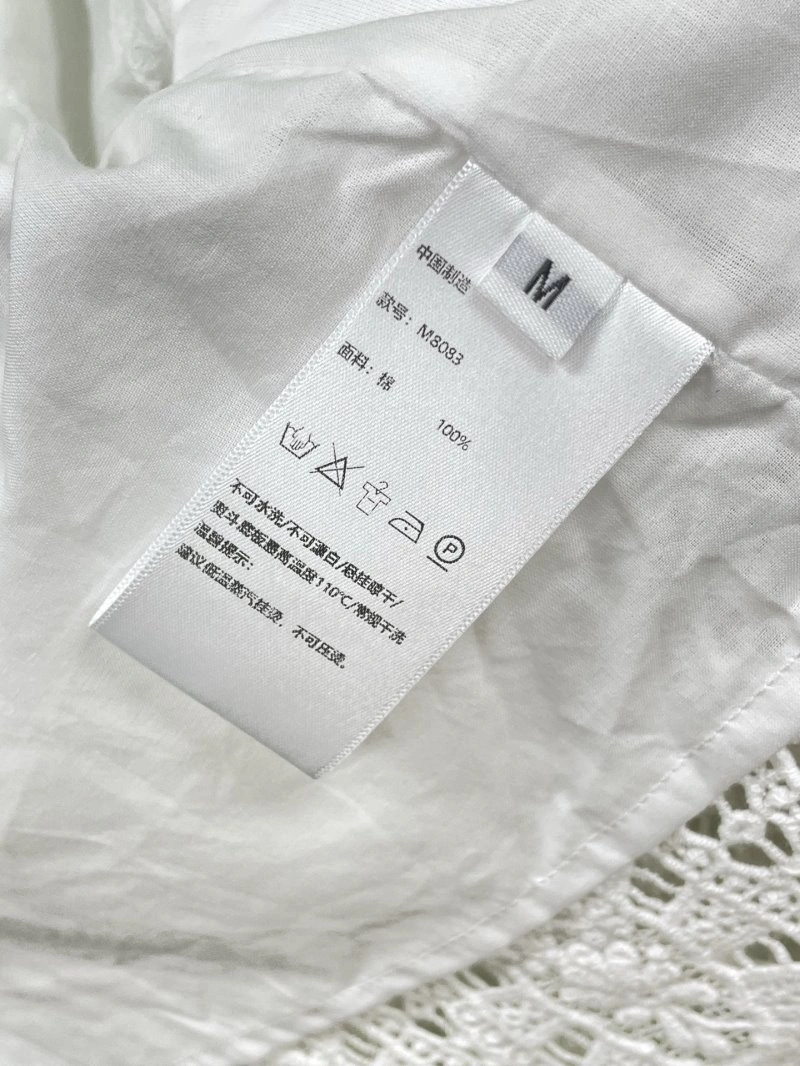 M
中国制造
款号：M8083
面料：棉
100%
P
不可水洗/不可漂白/悬挂晾干/
熨斗底板最高温度110℃/常规干洗
温馨提示：
建议低温蒸汽挂烫，不可压烫。